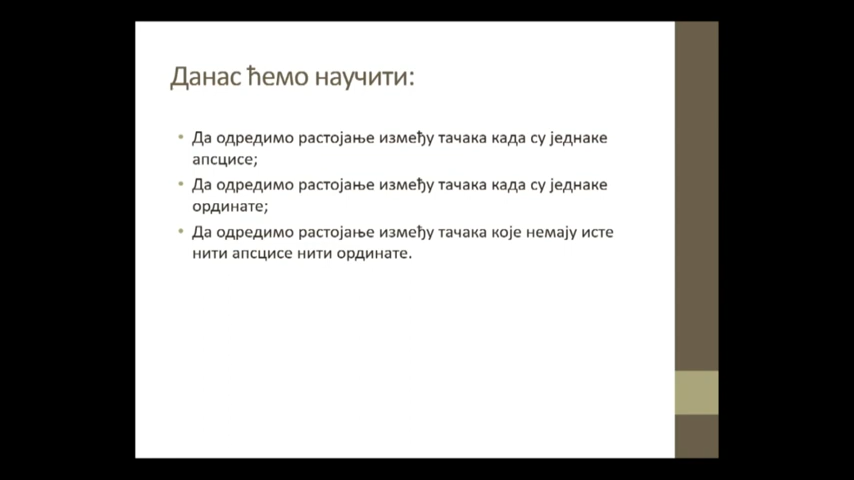 Данас ћемо научити:
• Да одредимо растојање између тачака када су једнаке
апсцисе;
• Да одредимо растојање између тачака када су једнаке
ординате;
• Да одредимо растојање између тачака које немају исте
нити апсцисе нити ординате.